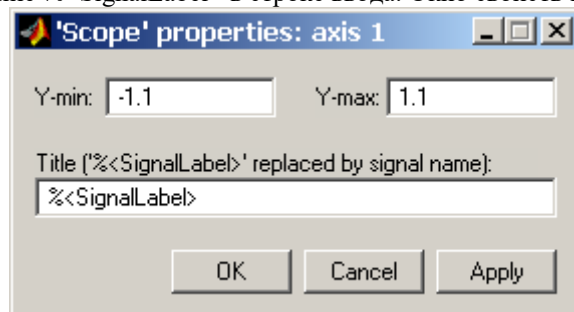 'Scope' properties: axis 1
Y-min: -1.1 Y-max: 1.1
Title ('%<SignalLabel>' replaced by signal name):
%<SignalLabel>
OK Cancel Apply